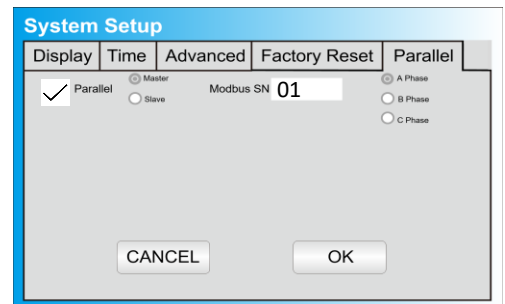 System Setup
Display Time Advanced Factory Reset Parallel
Parallel
Master
Slave
Modbus SN 01
A Phase
B Phase
C Phase
CANCEL OK